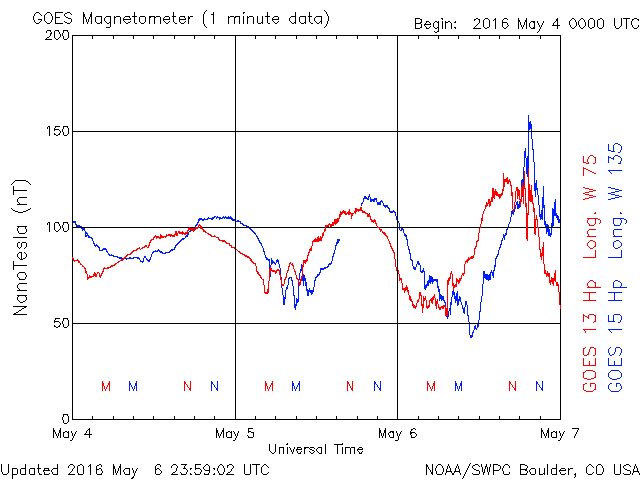 GOES Magnetometer (1 minute data)
Begin: 2016 May 4 0000 UTC
200
150
100
50
0
NanoTesla (nT)
M M N N M M N N M M N N
May 4 May 5 May 6 May 7
Universal Time
GOES 13 Hp Long. W 75
GOES 15 Hp Long. W 135
Updated 2016 May 6 23:59:02 UTC
NOAA/SWPC Boulder, CO USA